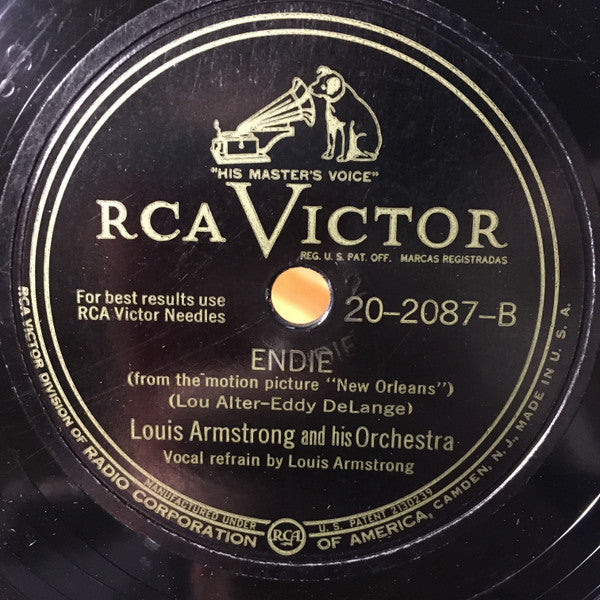 "HIS MASTER'S VOICE"
RCA VICTOR
REG. U. S. PAT. OFF. MARCAS REGISTRADAS
For best results use
RCA Victor Needles
20-2087-B
ENDIE
(from the motion picture "New Orleans")
(Lou Alter-Eddy DeLange)
Louis Armstrong and his Orchestra
Vocal refrain by Louis Armstrong
MANUFACTURED UNDER U. S. PATENT 2130239
RCA VICTOR DIVISION OF RADIO CORPORATION OF AMERICA, CAMDEN, N. J., MADE IN U. S. A.
RCA